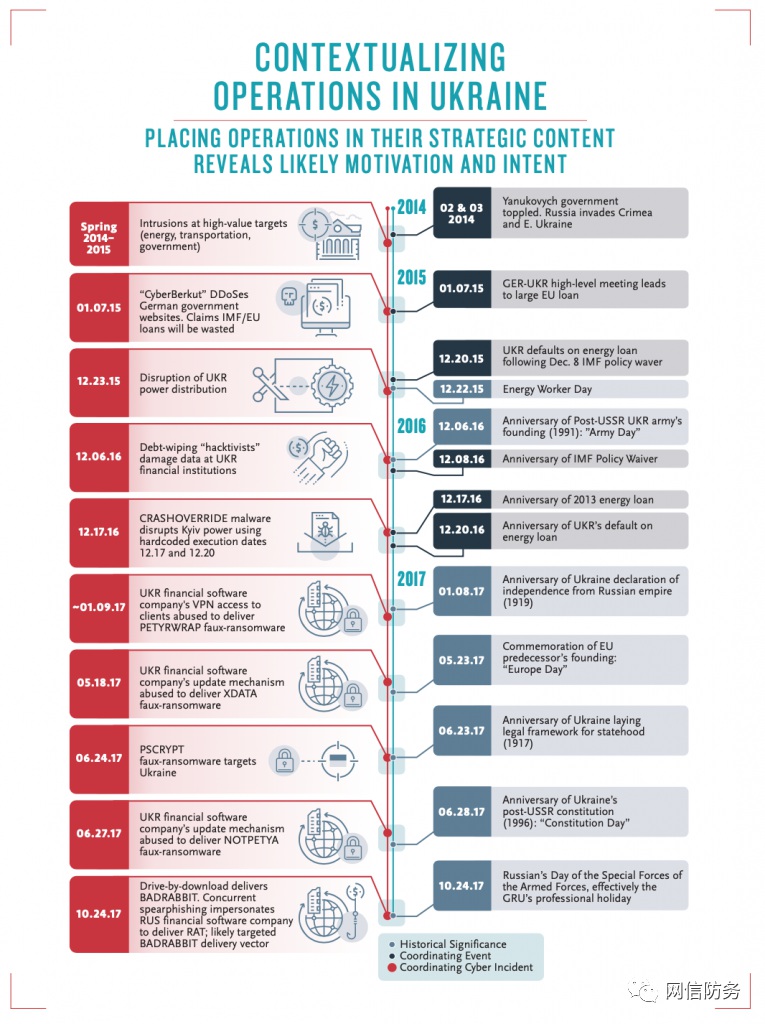 CONTEXTUALIZING
OPERATIONS IN UKRAINE
PLACING OPERATIONS IN THEIR STRATEGIC CONTENT
REVEALS LIKELY MOTIVATION AND INTENT
2014
Spring
2014–
2015
Intrusions at high-value targets
(energy, transportation,
government)
02 & 03
2014
Yanukovych government
toppled. Russia invades Crimea
and E. Ukraine
2015
01.07.15
“CyberBerkut” DDoSes
German government
websites. Claims IMF/EU
loans will be wasted
01.07.15
GER-UKR high-level meeting leads
to large EU loan
12.23.15
Disruption of UKR
power distribution
12.20.15
UKR defaults on energy loan
following Dec. 8 IMF policy waver
12.22.15
Energy Worker Day
2016
12.06.16
Debt-wiping “hacktivists”
damage data at UKR
financial institutions
12.06.16
Anniversary of Post-USSR UKR army’s
founding (1991): ”Army Day”
12.08.16
Anniversary of IMF Policy Waiver
12.17.16
CRASHOVERRIDE malware
disrupts Kyiv power using
hardcoded execution dates
12.17 and 12.20
12.17.16
Anniversary of 2013 energy loan
12.20.16
Anniversary of UKR’s default on
energy loan
2017
~01.09.17
UKR financial software
company’s VPN access to
clients abused to deliver
PETYRWRAP faux-ransomware
01.08.17
Anniversary of Ukraine declaration of
independence from Russian empire
(1919)
05.18.17
UKR financial software
company’s update mechanism
abused to deliver XDATA
faux-ransomware
05.23.17
Commemoration of EU
predecessor’s founding:
“Europe Day”
06.24.17
PSCRYPT
faux-ransomware targets
Ukraine
06.23.17
Anniversary of Ukraine laying
legal framework for statehood
(1917)
06.27.17
UKR financial software
company’s update mechanism
abused to deliver NOTPETYA
faux-ransomware
06.28.17
Anniversary of Ukraine’s
post-USSR constitution
(1996): “Constitution Day”
10.24.17
Drive-by-download delivers
BADRABBIT. Concurrent
spearphishing impersonates
RUS financial software company
to deliver RAT; likely targeted
BADRABBIT delivery vector
10.24.17
Russian’s Day of the Special Forces of
the Armed Forces, effectively the
GRU’s professional holiday
Historical Significance
Coordinating Event
Coordinating Cyber Incident
网信防务